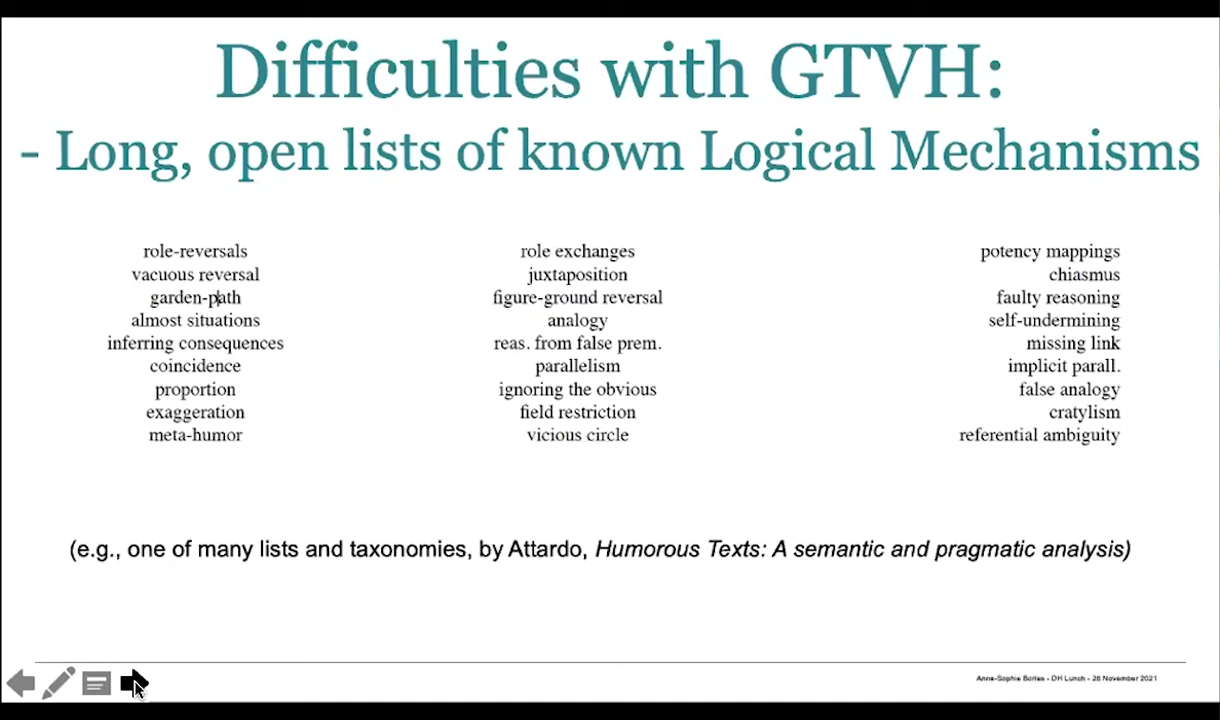 Difficulties with GTVH:
- Long, open lists of known Logical Mechanisms
role-reversals role exchanges potency mappings
vacuous reversal juxtaposition chiasmus
garden-path figure-ground reversal faulty reasoning
almost situations analogy self-undermining
inferring consequences reas. from false prem. missing link
coincidence parallelism implicit parall.
proportion ignoring the obvious false analogy
exaggeration field restriction cratylism
meta-humor vicious circle referential ambiguity
(e.g., one of many lists and taxonomies, by Attardo, Humorous Texts: A semantic and pragmatic analysis)
Anne-Sophie Bories - DH Lunch - 26 November 2021